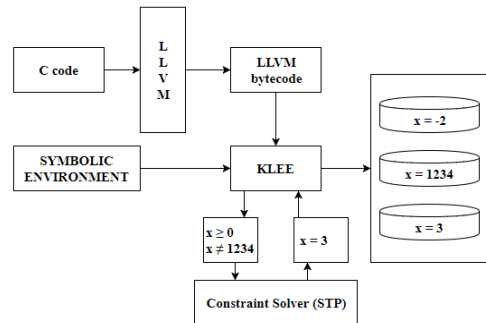 C code
L
L
V
M
LLVM
bytecode
x = -2
SYMBOLIC
ENVIRONMENT
KLEE
x = 1234
x ≥ 0
x ≠ 1234
x = 3
x = 3
Constraint Solver (STP)